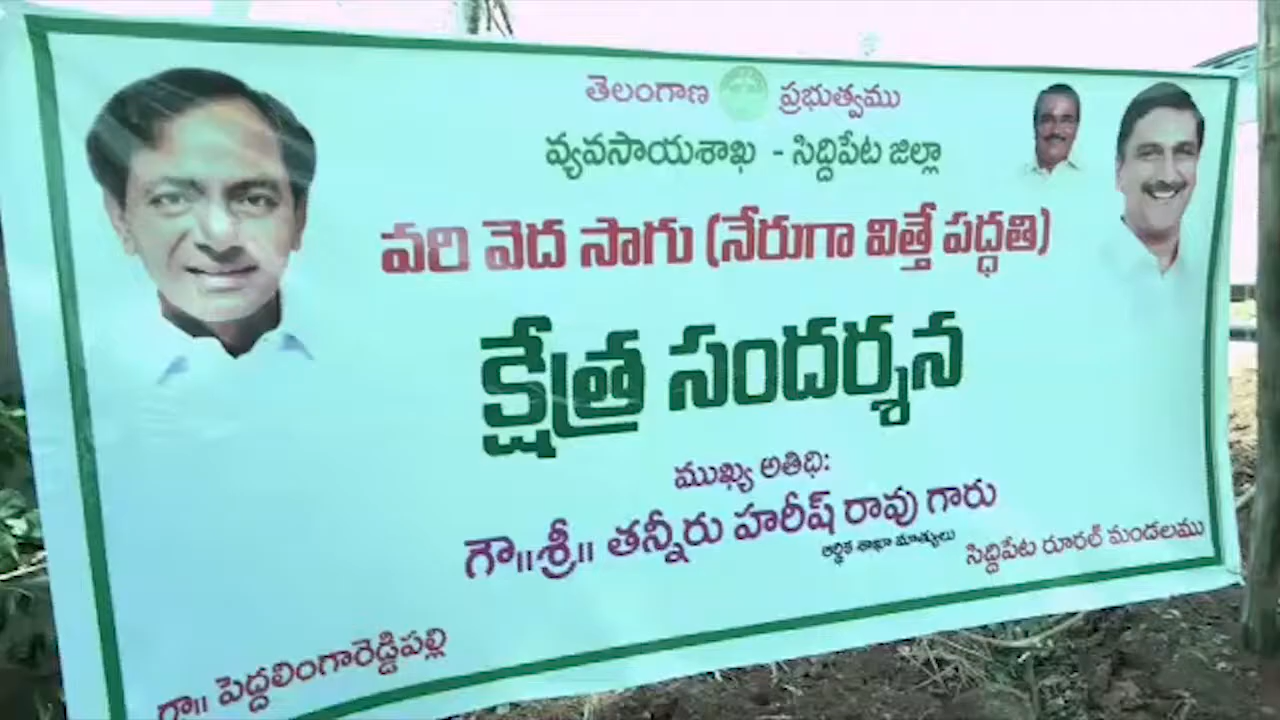 తెలంగాణ ప్రభుత్వము
వ్యవసాయశాఖ - సిద్దిపేట జిల్లా
వరి వెద సాగు (నేరుగా విత్తే పద్ధతి)
క్షేత్ర సందర్శన
ముఖ్య అతిధి:
గౌ॥శ్రీ॥ తన్నీరు హరీష్ రావు గారు
ఆర్థిక శాఖా మాత్యులు
సిద్దిపేట రూరల్ మండలము
గ్రా॥ పెద్దలింగారెడ్డిపల్లి